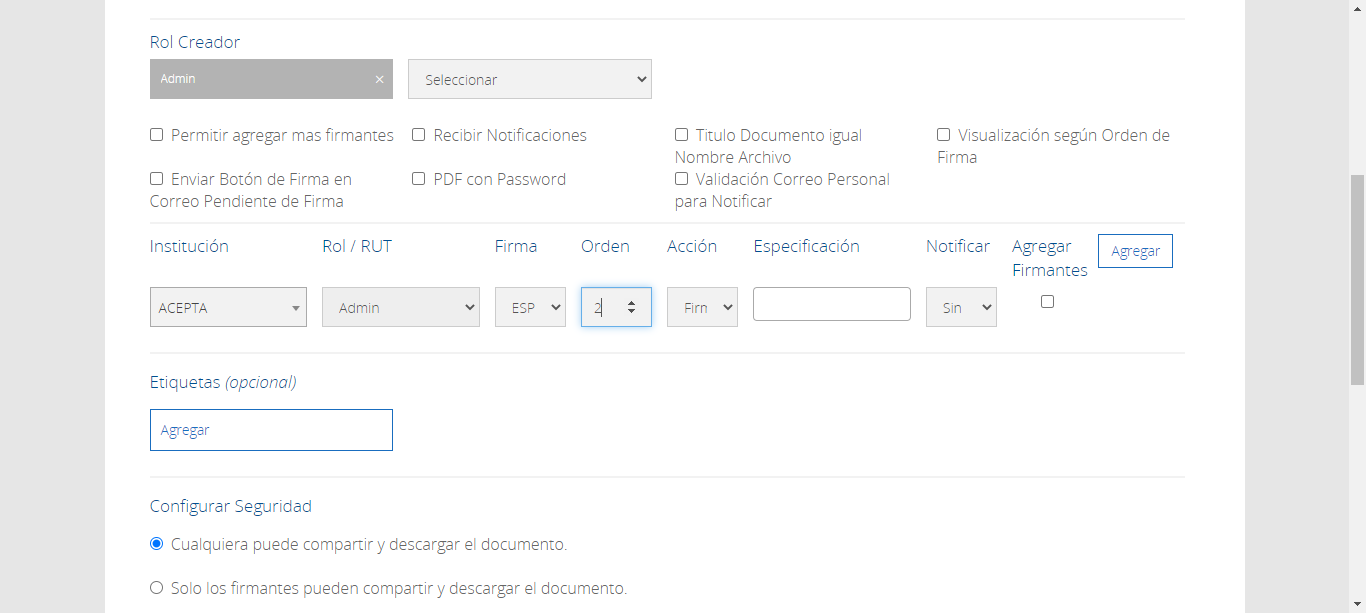 Rol Creador
Admin ×
Seleccionar
Permitir agregar mas firmantes
Recibir Notificaciones
Titulo Documento igual
Nombre Archivo
Visualización según Orden de
Firma
Enviar Botón de Firma en
Correo Pendiente de Firma
PDF con Password
Validación Correo Personal
para Notificar
Institución
Rol / RUT
Firma
Orden
Acción
Especificación
Notificar
Agregar
Firmantes
Agregar
ACEPTA
Admin
ESP
2
Firn
Sin
Etiquetas (opcional)
Agregar
Configurar Seguridad
Cualquiera puede compartir y descargar el documento.
Solo los firmantes pueden compartir y descargar el documento.